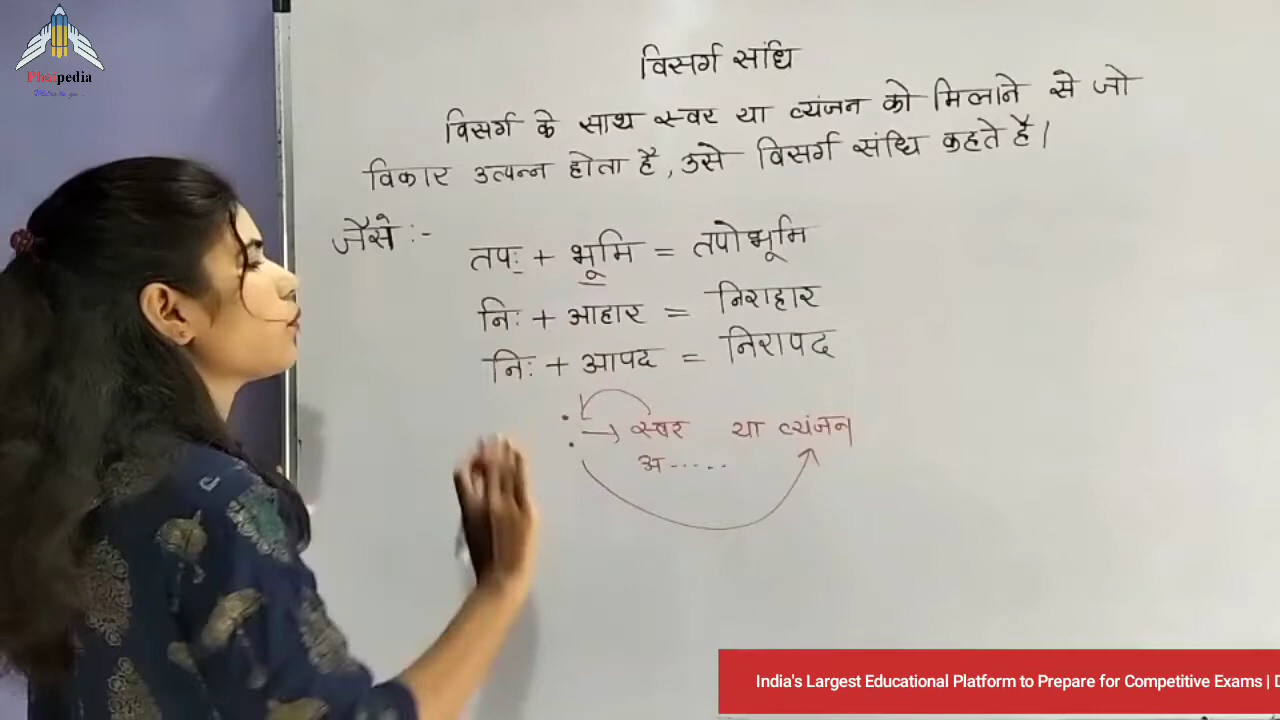 Phatpedia
विसर्ग संधि
विसर्ग के साथ स्वर या व्यंजन को मिलाने से जो
विकार उत्पन्न होता है, उसे विसर्ग संधि कहते हैं।
जैसे :-
तपः + भूमि = तपोभूमि
निः + आहार = निराहार
निः + आपद = निरापद
: → स्वर या व्यंजन
अ.....
India's Largest Educational Platform to Prepare for Competitive Exams | D